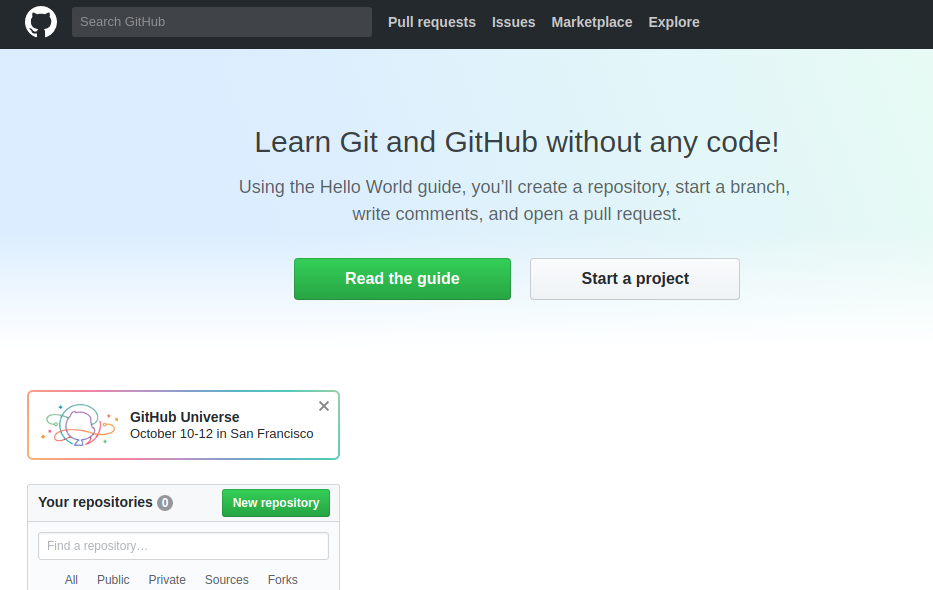 Search GitHub Pull requests Issues Marketplace Explore
Learn Git and GitHub without any code!
Using the Hello World guide, you’ll create a repository, start a branch,
write comments, and open a pull request.
Read the guide Start a project
GitHub Universe
October 10-12 in San Francisco
Your repositories 0 New repository
Find a repository…
All Public Private Sources Forks